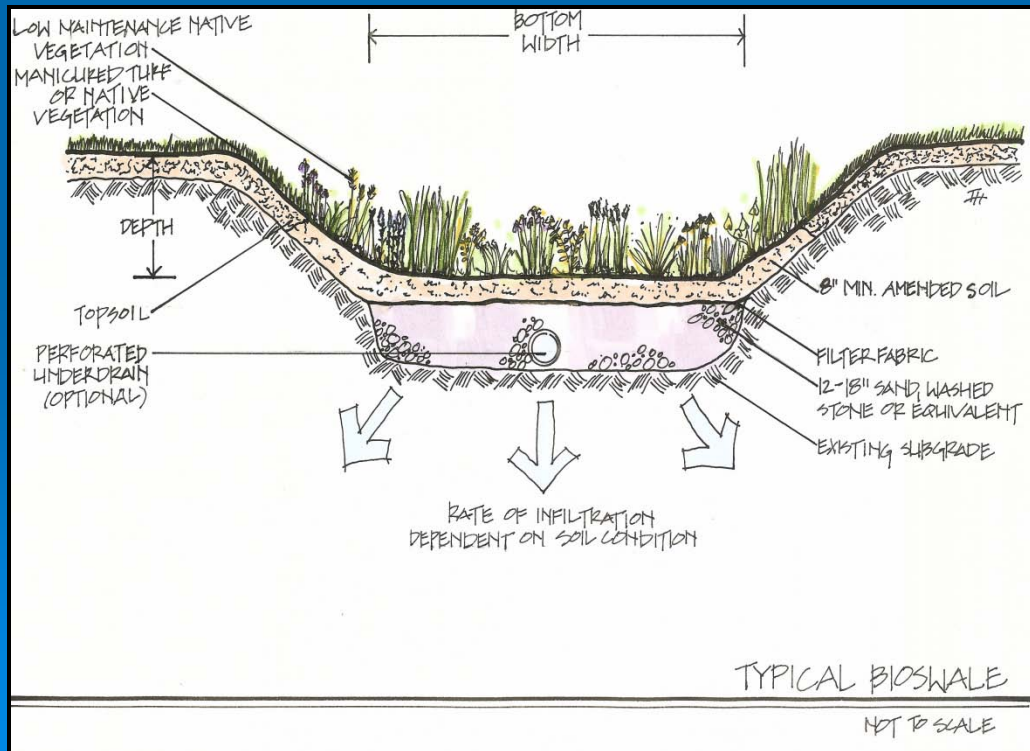 LOW MAINTENANCE NATIVE
VEGETATION
MANICURED TURF
OR NATIVE
VEGETATION
BOTTOM
WIDTH
DEPTH
TOPSOIL
PERFORATED
UNDERDRAIN
(OPTIONAL)
8" MIN. AMENDED SOIL
FILTER FABRIC
12-18" SAND, WASHED
STONE OR EQUIVALENT
EXISTING SUBGRADE
RATE OF INFILTRATION
DEPENDENT ON SOIL CONDITION
TYPICAL BIOSWALE
NOT TO SCALE